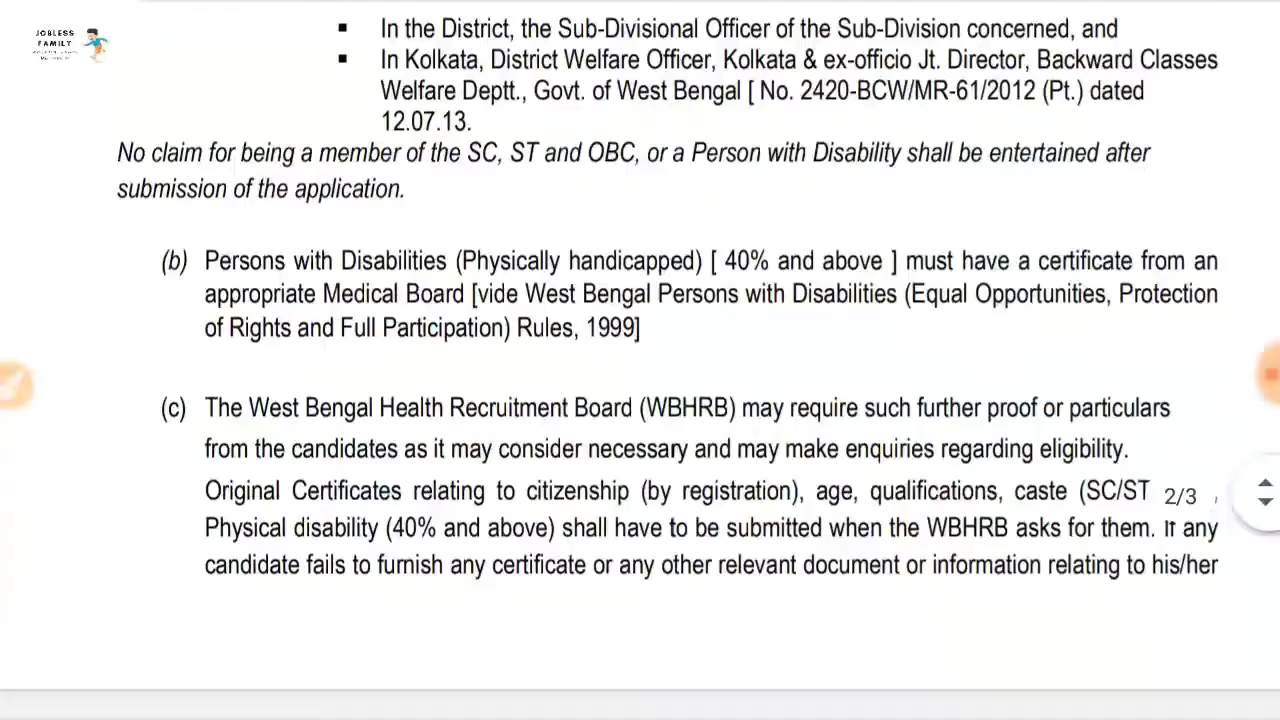 JOBLESS
FAMILY
▪ In the District, the Sub-Divisional Officer of the Sub-Division concerned, and
▪ In Kolkata, District Welfare Officer, Kolkata & ex-officio Jt. Director, Backward Classes
Welfare Deptt., Govt. of West Bengal [ No. 2420-BCW/MR-61/2012 (Pt.) dated
12.07.13.
No claim for being a member of the SC, ST and OBC, or a Person with Disability shall be entertained after
submission of the application.
(b) Persons with Disabilities (Physically handicapped) [ 40% and above ] must have a certificate from an
appropriate Medical Board [vide West Bengal Persons with Disabilities (Equal Opportunities, Protection
of Rights and Full Participation) Rules, 1999]
(c) The West Bengal Health Recruitment Board (WBHRB) may require such further proof or particulars
from the candidates as it may consider necessary and may make enquiries regarding eligibility.
Original Certificates relating to citizenship (by registration), age, qualifications, caste (SC/ST
2/3
Physical disability (40% and above) shall have to be submitted when the WBHRB asks for them. If any
candidate fails to furnish any certificate or any other relevant document or information relating to his/her